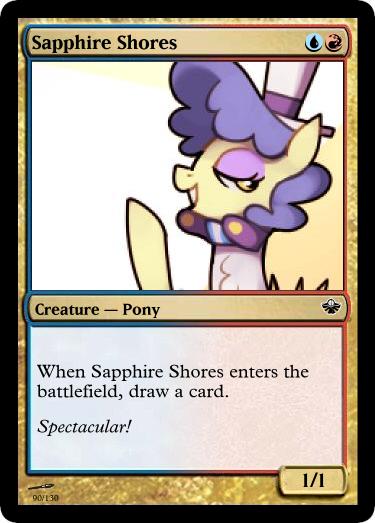 Sapphire Shores
Creature — Pony
When Sapphire Shores enters the
battlefield, draw a card.
Spectacular!
1/1
90/130